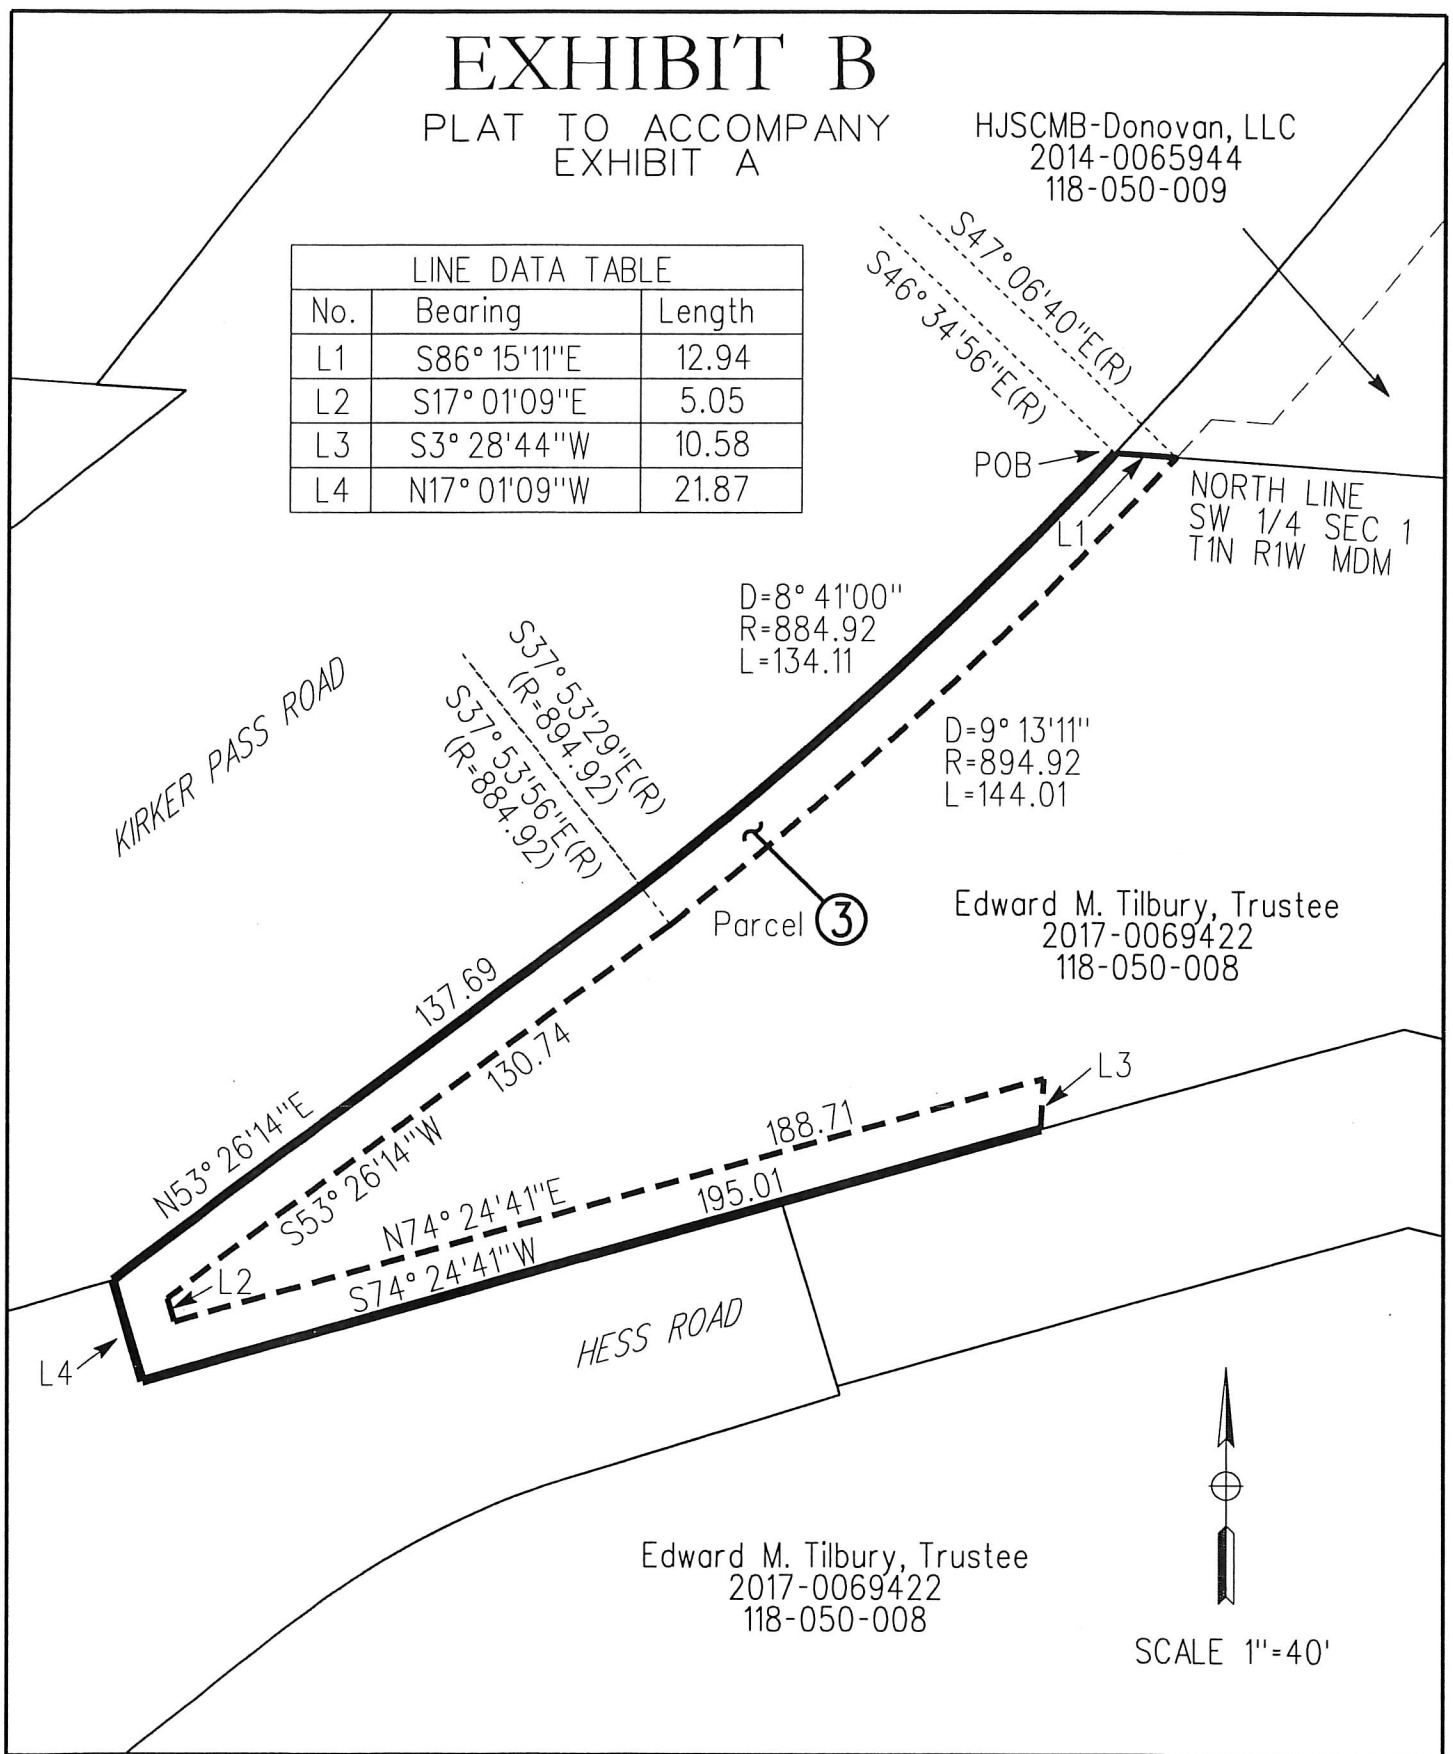 EXHIBIT B
PLAT TO ACCOMPANY
EXHIBIT A
HJSCMB-Donovan, LLC
2014-0065944
118-050-009
LINE DATA TABLE
No. Bearing Length
L1 S86°15'11"E 12.94
L2 S17°01'09"E 5.05
L3 S3°28'44"W 10.58
L4 N17°01'09"W 21.87
S47°06'40"E(R)
S46°34'56"E(R)
POB
L1
NORTH LINE
SW 1/4 SEC 1
T1N R1W MDM
D=8°41'00"
R=884.92
L=134.11
S37°53'29"E(R)
(R=894.92)
S37°53'56"E(R)
(R=884.92)
KIRKER PASS ROAD
D=9°13'11"
R=894.92
L=144.01
Parcel 3
Edward M. Tilbury, Trustee
2017-0069422
118-050-008
137.69
130.74
N53°26'14"E
S53°26'14"W
L3
188.71
195.01
N74°24'41"E
S74°24'41"W
L2
HESS ROAD
L4
Edward M. Tilbury, Trustee
2017-0069422
118-050-008
SCALE 1"=40'